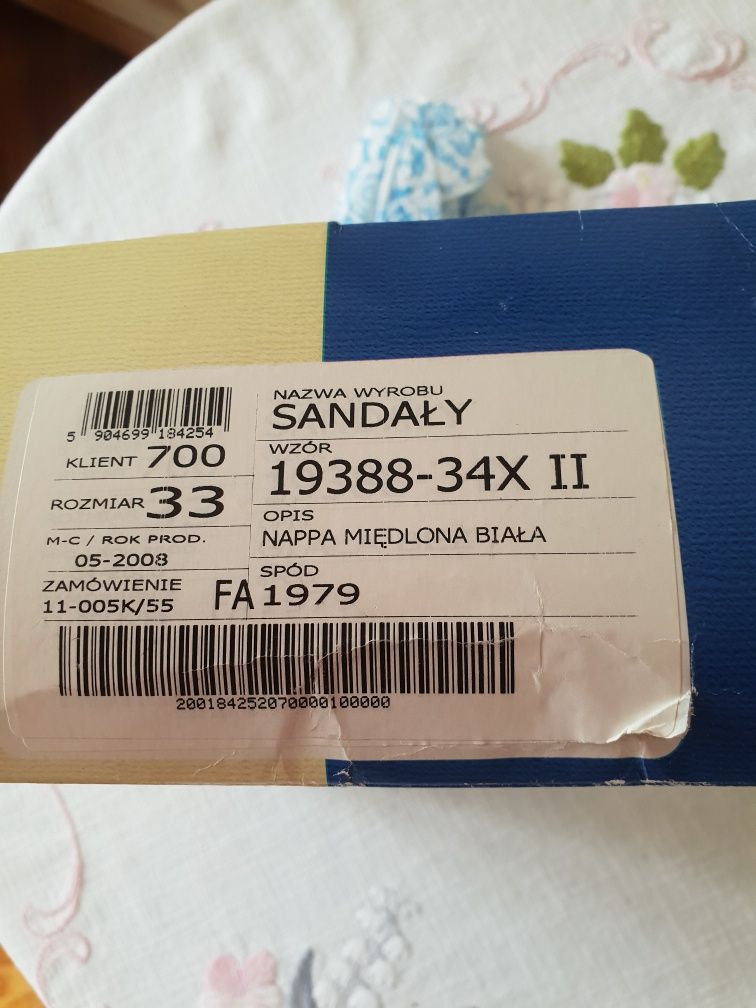 5 904699 184254
KLIENT 700
ROZMIAR 33
M-C / ROK PROD.
05-2008
ZAMÓWIENIE
11-005K/55
NAZWA WYROBU
SANDAŁY
WZÓR
19388-34X II
OPIS
NAPPA MIĘDLONA BIAŁA
SPÓD
FA 1979
200184252070000100000